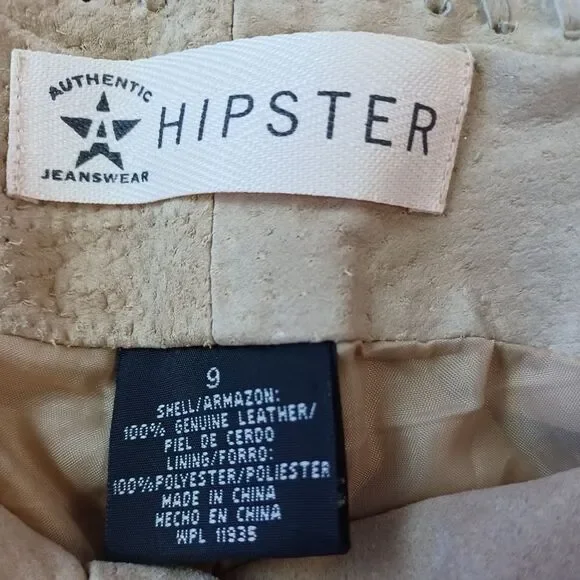 AUTHENTIC
A
JEANSWEAR
HIPSTER
9
SHELL/ARMAZON:
100% GENUINE LEATHER/
PIEL DE CERDO
LINING/FORRO:
100%POLYESTER/POLIESTER
MADE IN CHINA
HECHO EN CHINA
WPL 11935